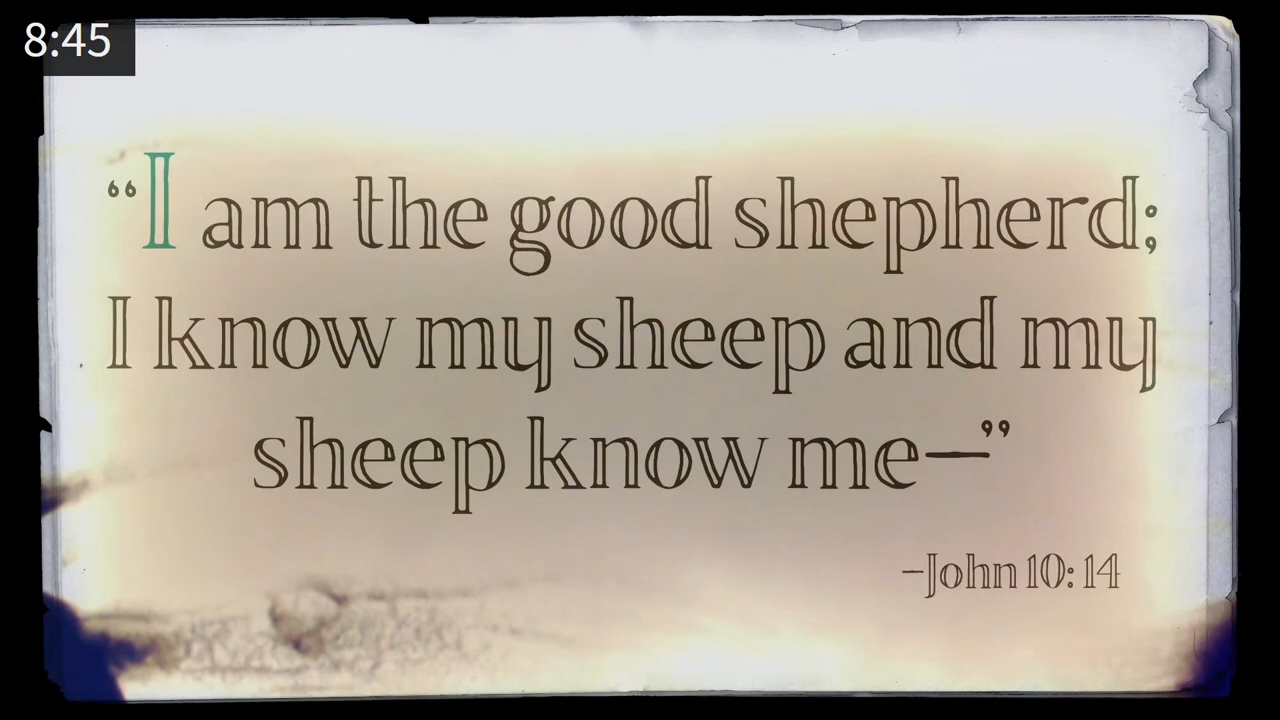 8:45
“I am the good shepherd;
I know my sheep and my
sheep know me—”
–John 10: 14